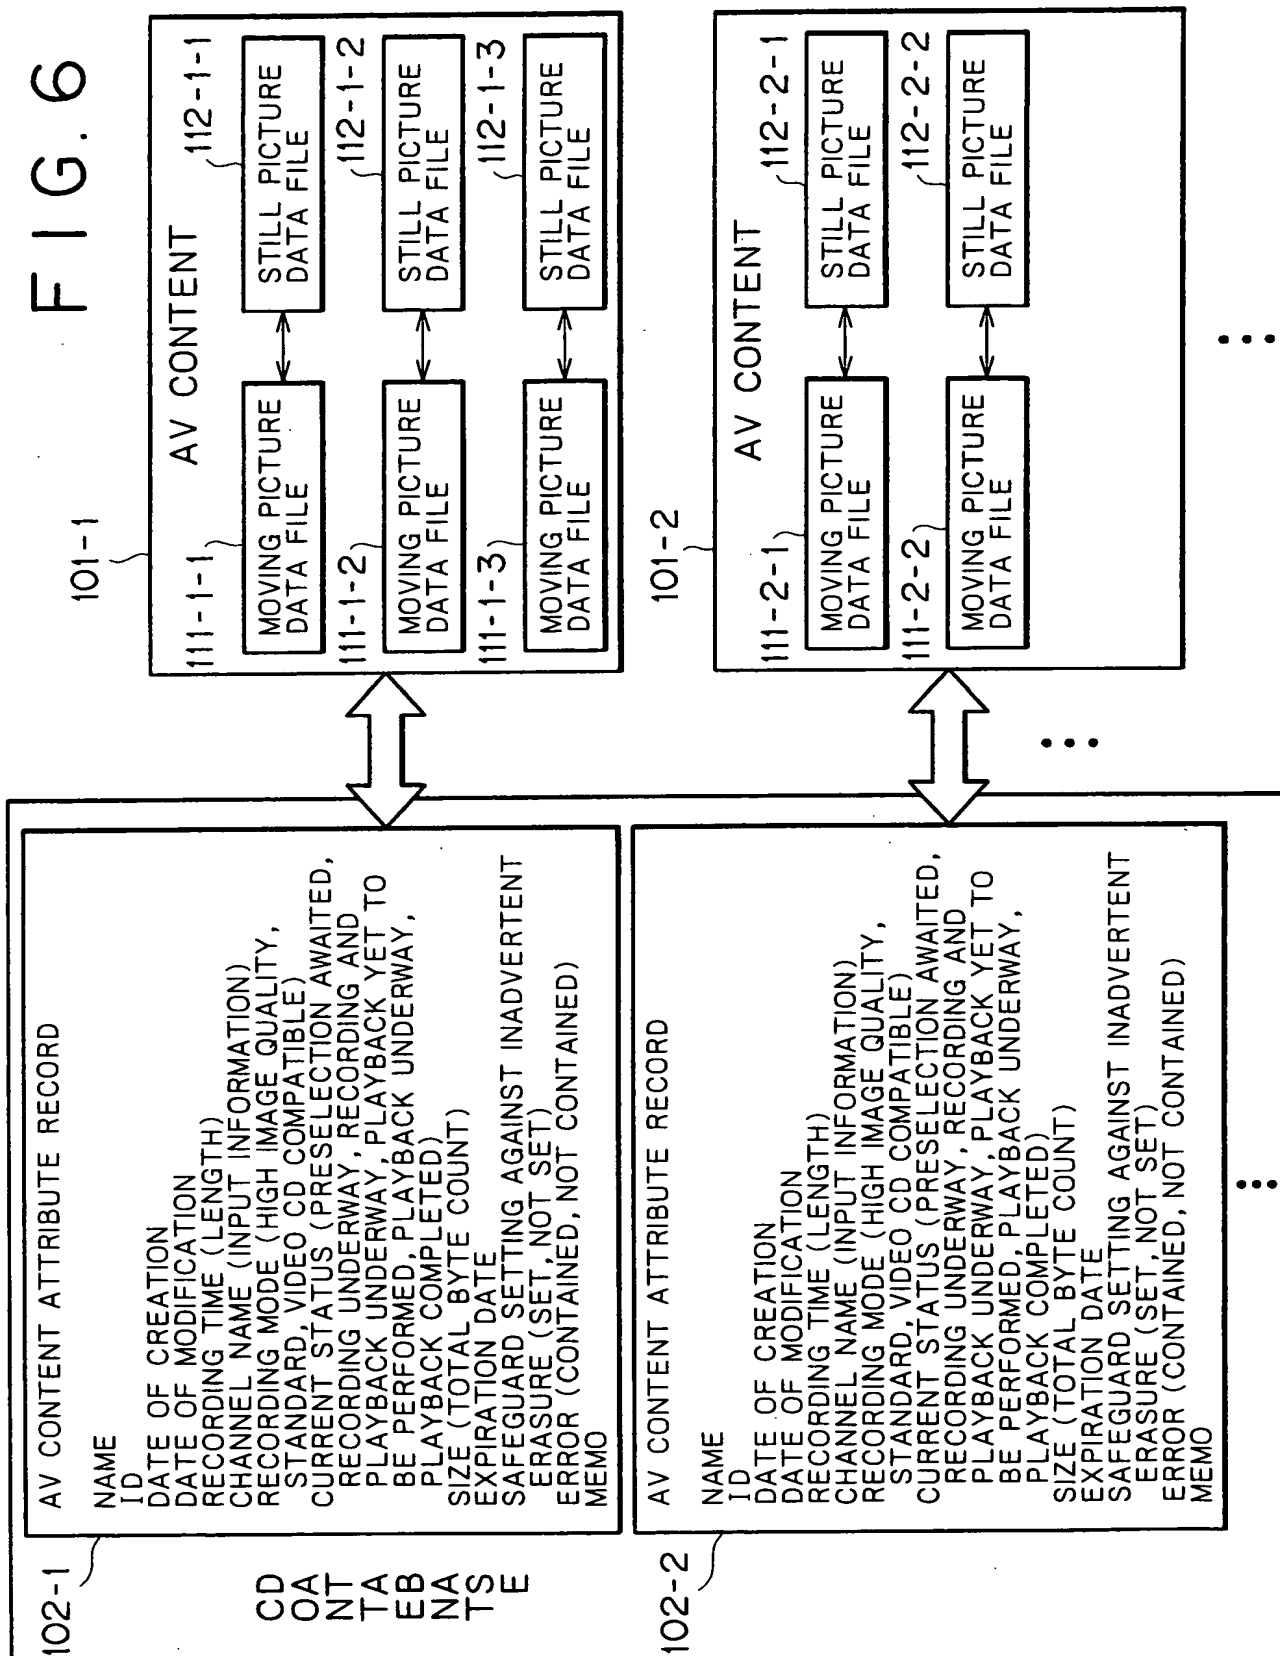 FIG. 6
102-1
AV CONTENT ATTRIBUTE RECORD
NAME
ID
DATE OF CREATION
DATE OF MODIFICATION
RECORDING TIME (LENGTH)
CHANNEL NAME (INPUT INFORMATION)
RECORDING MODE (HIGH IMAGE QUALITY,
STANDARD, VIDEO CD COMPATIBLE)
CURRENT STATUS (PRESELECTION AWAITED,
RECORDING UNDERWAY, RECORDING AND
PLAYBACK UNDERWAY, PLAYBACK YET TO
BE PERFORMED, PLAYBACK UNDERWAY,
PLAYBACK COMPLETED)
SIZE (TOTAL BYTE COUNT)
EXPIRATION DATE
SAFEGUARD SETTING AGAINST INADVERTENT
ERASURE (SET, NOT SET)
ERROR (CONTAINED, NOT CONTAINED)
MEMO
CD
OA
NT
TA
EB
NA
TS
E
101-1
AV CONTENT
111-1-1
MOVING PICTURE
DATA FILE
112-1-1
STILL PICTURE
DATA FILE
111-1-2
MOVING PICTURE
DATA FILE
112-1-2
STILL PICTURE
DATA FILE
111-1-3
MOVING PICTURE
DATA FILE
112-1-3
STILL PICTURE
DATA FILE
102-2
AV CONTENT ATTRIBUTE RECORD
NAME
ID
DATE OF CREATION
DATE OF MODIFICATION
RECORDING TIME (LENGTH)
CHANNEL NAME (INPUT INFORMATION)
RECORDING MODE (HIGH IMAGE QUALITY,
STANDARD, VIDEO CD COMPATIBLE)
CURRENT STATUS (PRESELECTION AWAITED,
RECORDING UNDERWAY, RECORDING AND
PLAYBACK UNDERWAY, PLAYBACK YET TO
BE PERFORMED, PLAYBACK UNDERWAY,
PLAYBACK COMPLETED)
SIZE (TOTAL BYTE COUNT)
EXPIRATION DATE
SAFEGUARD SETTING AGAINST INADVERTENT
ERASURE (SET, NOT SET)
ERROR (CONTAINED, NOT CONTAINED)
MEMO
101-2
AV CONTENT
111-2-1
MOVING PICTURE
DATA FILE
112-2-1
STILL PICTURE
DATA FILE
111-2-2
MOVING PICTURE
DATA FILE
112-2-2
STILL PICTURE
DATA FILE